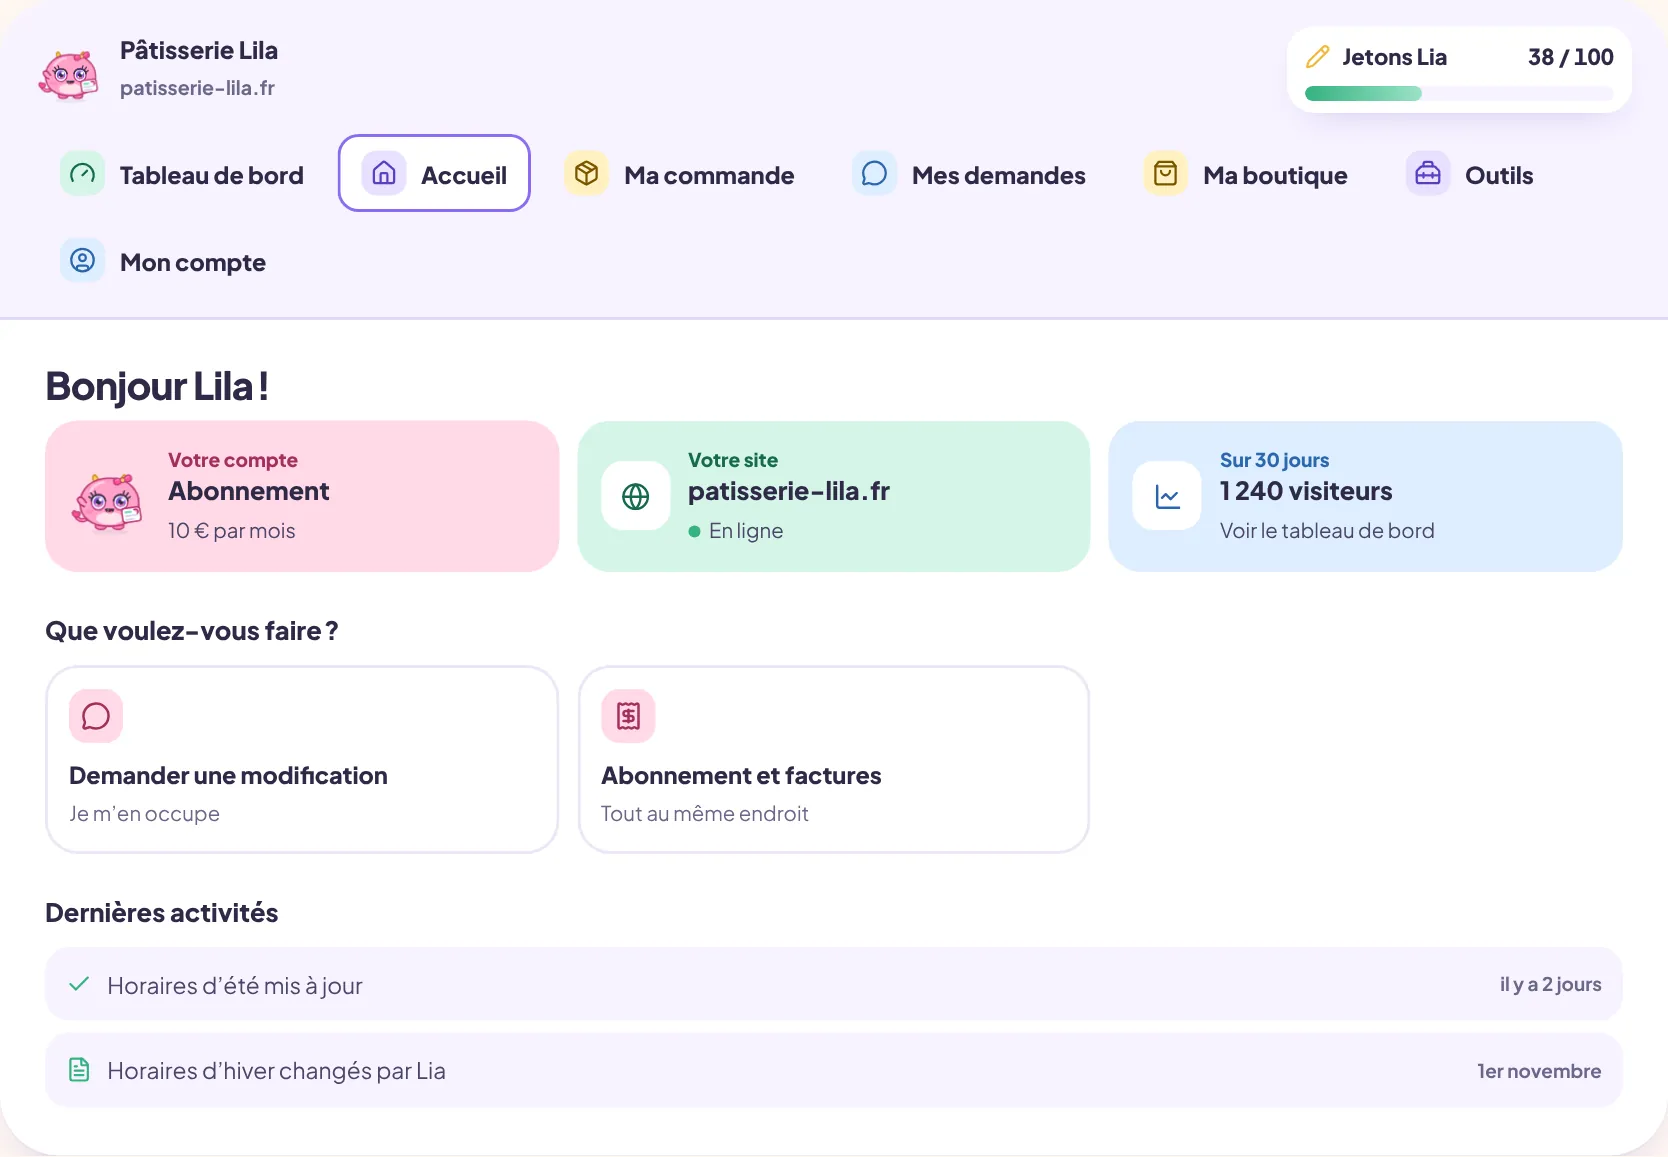 Pâtisserie Lila
patisserie-lila.fr
Jetons Lia
38 / 100
Tableau de bord
Accueil
Ma commande
Mes demandes
Ma boutique
Outils
Mon compte
Bonjour Lila !
Votre compte
Abonnement
10 € par mois
Votre site
patisserie-lila.fr
En ligne
Sur 30 jours
1 240 visiteurs
Voir le tableau de bord
Que voulez-vous faire ?
Demander une modification
Je m’en occupe
Abonnement et factures
Tout au même endroit
Dernières activités
Horaires d’été mis à jour
il y a 2 jours
Horaires d’hiver changés par Lia
1er novembre